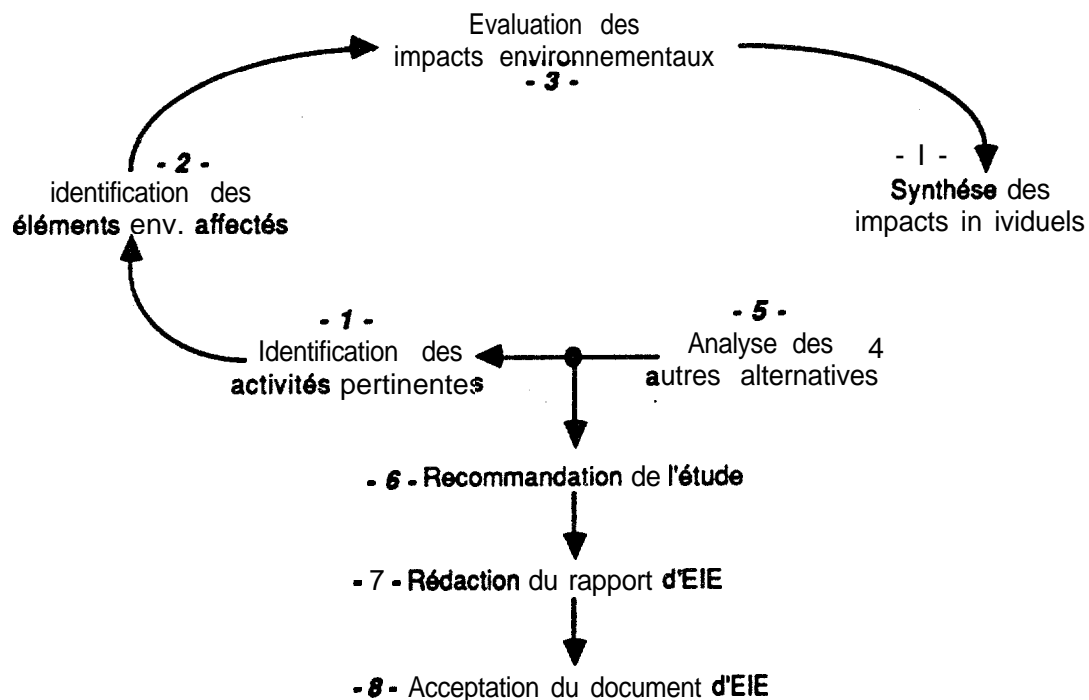 Evaluation des
impacts environnementaux
- 3 -
- 2 -
identification des
éléments env. affectés
- l -
Synthése des
impacts in ividuels
- 1 -
Identification des
activités pertinentes
- 5 -
Analyse des 4
autres alternatives
- 6 - Recommandation de l'étude
- 7 - Rédaction du rapport d'EIE
- 8 - Acceptation du document d'EIE